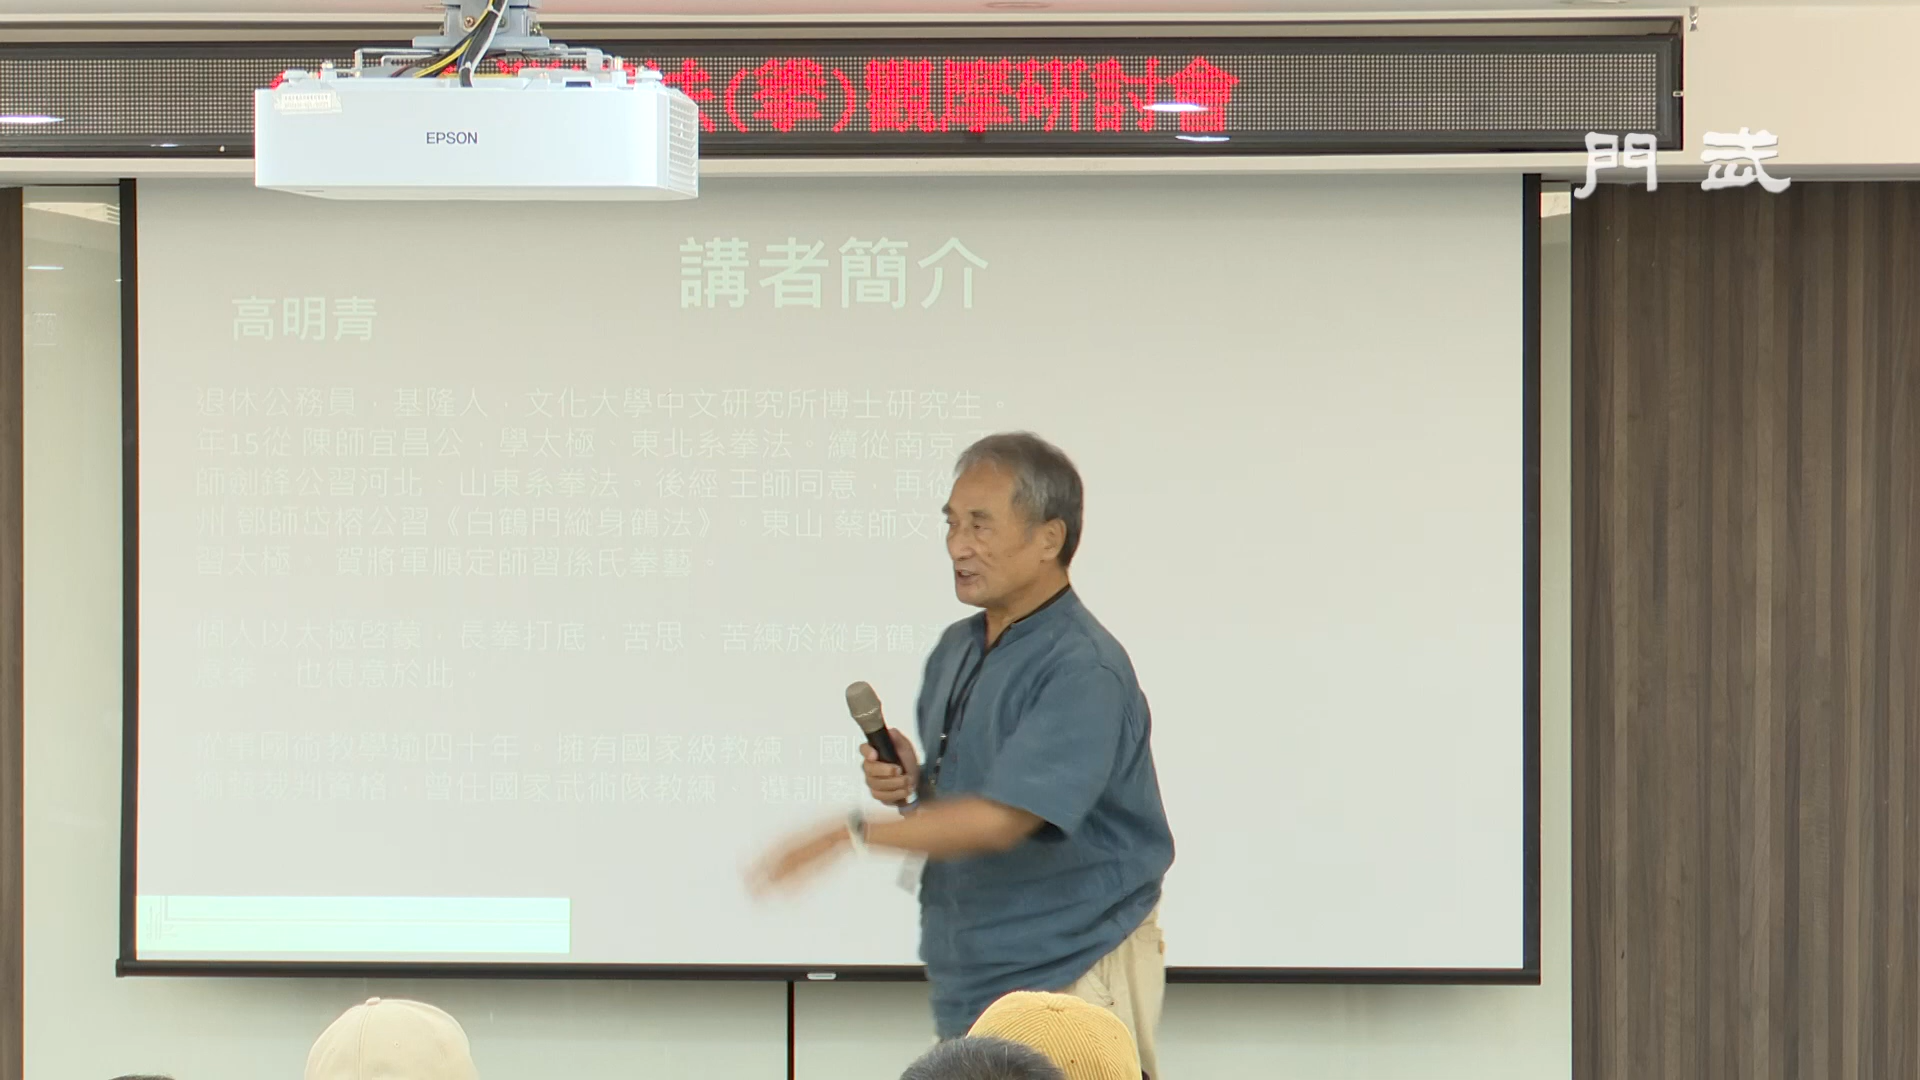 法(拳)觀摩研討會
EPSON
門 武
講者簡介
高明青
退休公務員，基隆人，文化大學中文研究所博士研究生。
年15從 陳師宜昌公，學太極、東北系拳法。續從南京
師劍鋒公習河北、山東系拳法。後經 王師同意，再從
州 鄧師岱榕公習《白鶴門縱身鶴法》。東山 蔡師文
習太極， 賀將軍順定師習孫氏拳藝。
個人以太極啓蒙，長拳打底，苦思、苦練於縱身鶴法
拳，也得意於此。
從事國術教學逾四十年。擁有國家級教練，國
裁判資格，曾任國家武術隊教練、選訓委